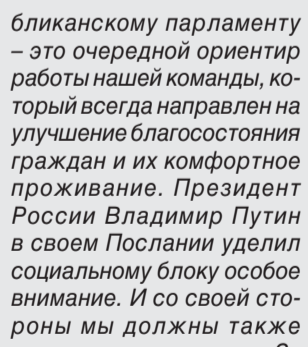 бликанскому парламенту
– это очередной ориентир
работы нашей команды, ко-
торый всегда направлен на
улучшение благосостояния
граждан и их комфортное
проживание. Президент
России Владимир Путин
в своем Послании уделил
социальному блоку особое
внимание. И со своей сто-
роны мы должны также